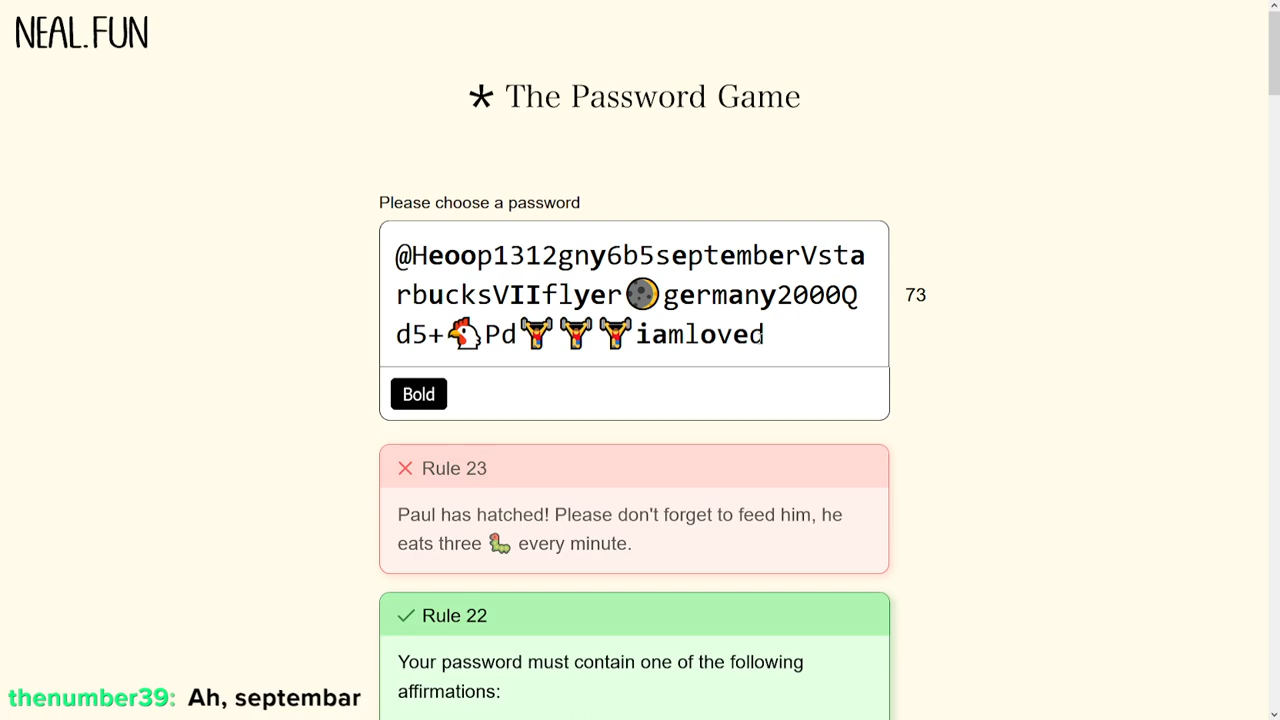 NEAL.FUN
* The Password Game
Please choose a password
@Heoop1312gny6b5septemberVsta
rbucksVIIflyer🌒germany2000Q
d5+🐔Pd🏋️🏋️🏋️iamloved
73
Bold
Rule 23
Paul has hatched! Please don't forget to feed him, he
eats three 🐛 every minute.
Rule 22
Your password must contain one of the following
affirmations:
thenumber39: Ah, septembar